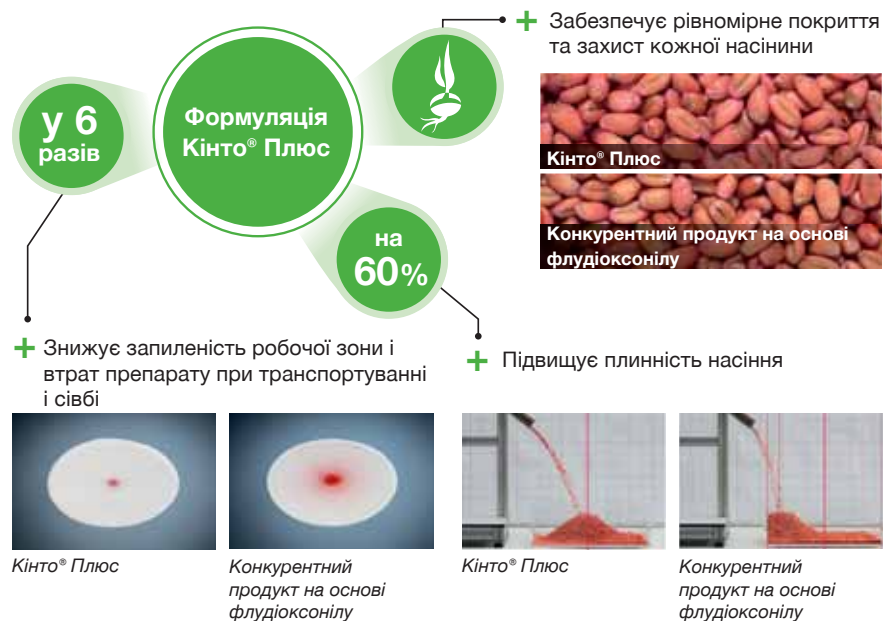 + Забезпечує рівномірне покриття
та захист кожної насінини
у 6
разів
Формуляція
Кінто® Плюс
Кінто® Плюс
Конкурентний продукт на основі
флудіоксонілу
на
60%
+ Знижує запиленість робочої зони і
втрат препарату при транспортуванні
і сівбі
+ Підвищує плинність насіння
Кінто® Плюс
Конкурентний
продукт на основі
флудіоксонілу
Кінто® Плюс
Конкурентний
продукт на основі
флудіоксонілу